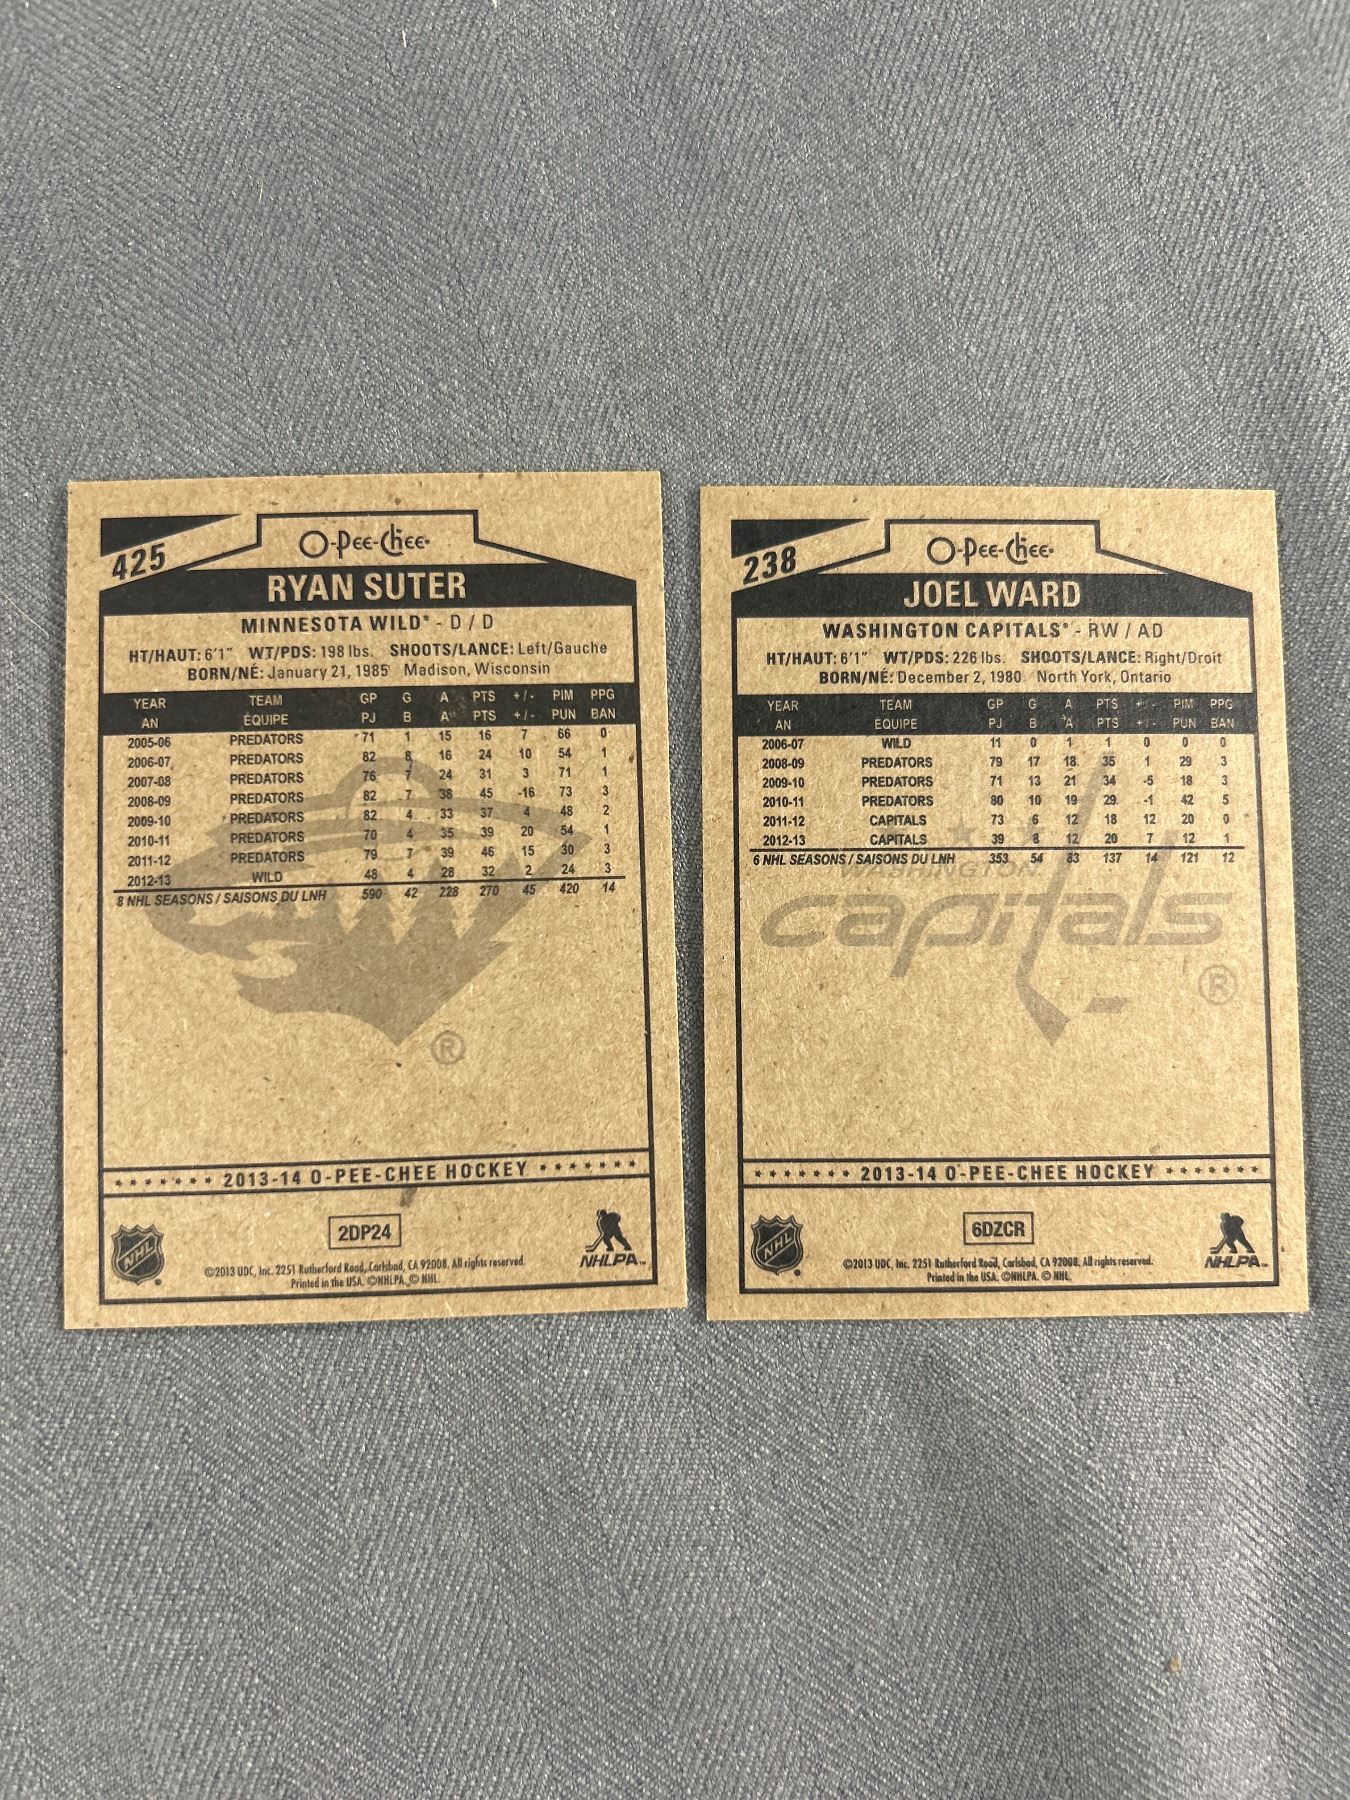 425
O-Pee-Chee
RYAN SUTER
MINNESOTA WILD® - D / D
HT/HAUT: 6'1" WT/PDS: 198 lbs. SHOOTS/LANCE: Left/Gauche
BORN/NÉ: January 21, 1985 Madison, Wisconsin
YEAR TEAM GP G A PTS +/- PIM PPG
AN ÉQUIPE PJ B A PTS +/- PUN BAN
2005-06 PREDATORS 71 1 15 16 7 66 0
2006-07 PREDATORS 82 8 16 24 10 54 1
2007-08 PREDATORS 76 7 24 31 3 71 1
2008-09 PREDATORS 82 7 38 45 -16 73 3
2009-10 PREDATORS 82 4 33 37 4 48 2
2010-11 PREDATORS 70 4 35 39 20 54 1
2011-12 PREDATORS 79 7 39 46 15 30 3
2012-13 WILD 48 4 28 32 2 24 3
8 NHL SEASONS / SAISONS DU LNH 590 42 228 270 45 420 14
®
2013-14 O-PEE-CHEE HOCKEY
2DP24
NHL
©2013 UDC, Inc. 2251 Rutherford Road, Carlsbad, CA 92008. All rights reserved.
Printed in the USA. ©NHLPA. © NHL.
NHLPA™
238
O-Pee-Chee
JOEL WARD
WASHINGTON CAPITALS® - RW / AD
HT/HAUT: 6'1" WT/PDS: 226 lbs. SHOOTS/LANCE: Right/Droit
BORN/NÉ: December 2, 1980 North York, Ontario
YEAR TEAM GP G A PTS +/- PIM PPG
AN ÉQUIPE PJ B A PTS +/- PUN BAN
2006-07 WILD 11 0 1 1 0 0 0
2008-09 PREDATORS 79 17 18 35 1 29 3
2009-10 PREDATORS 71 13 21 34 -5 18 3
2010-11 PREDATORS 80 10 19 29 -1 42 5
2011-12 CAPITALS 73 6 12 18 12 20 0
2012-13 CAPITALS 39 8 12 20 7 12 1
6 NHL SEASONS / SAISONS DU LNH 353 54 83 137 14 121 12
WASHINGTON
capitals
®
2013-14 O-PEE-CHEE HOCKEY
6DZCR
NHL
©2013 UDC, Inc. 2251 Rutherford Road, Carlsbad, CA 92008. All rights reserved.
Printed in the USA. ©NHLPA. © NHL.
NHLPA™